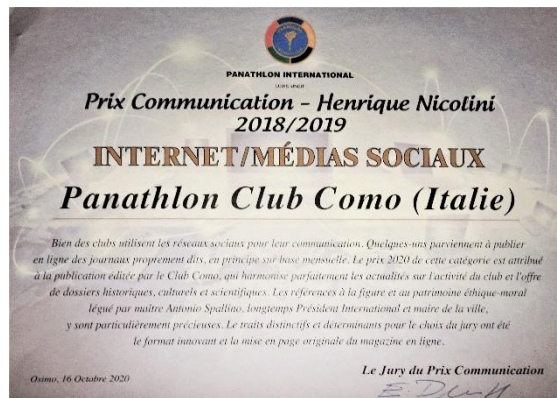 PANATHLON INTERNATIONAL
Prix Communication – Henrique Nicolini
2018/2019
INTERNET/MÉDIAS SOCIAUX
Panathlon Club Como (Italie)
Bien des clubs utilisent les réseaux sociaux pour leur communication. Quelques-uns parviennent à publier
en ligne des journaux proprement dits, en principe sur base mensuelle. Le prix 2020 de cette catégorie est attribué
à la publication éditée par le Club Como, qui harmonise parfaitement les actualités sur l'activité du club et l'offre
de dossiers historiques, culturels et scientifiques. Les références à la figure et au patrimoine éthique-moral
légué par maître Antonio Spallino, longtemps Président International et maire de la ville,
y sont particulièrement précieuses. Le traits distinctifs et déterminants pour le choix du jury ont été
le format innovant et la mise en page originale du magazine en ligne.
Osimo, 16 Octobre 2020
Le Jury du Prix Communication